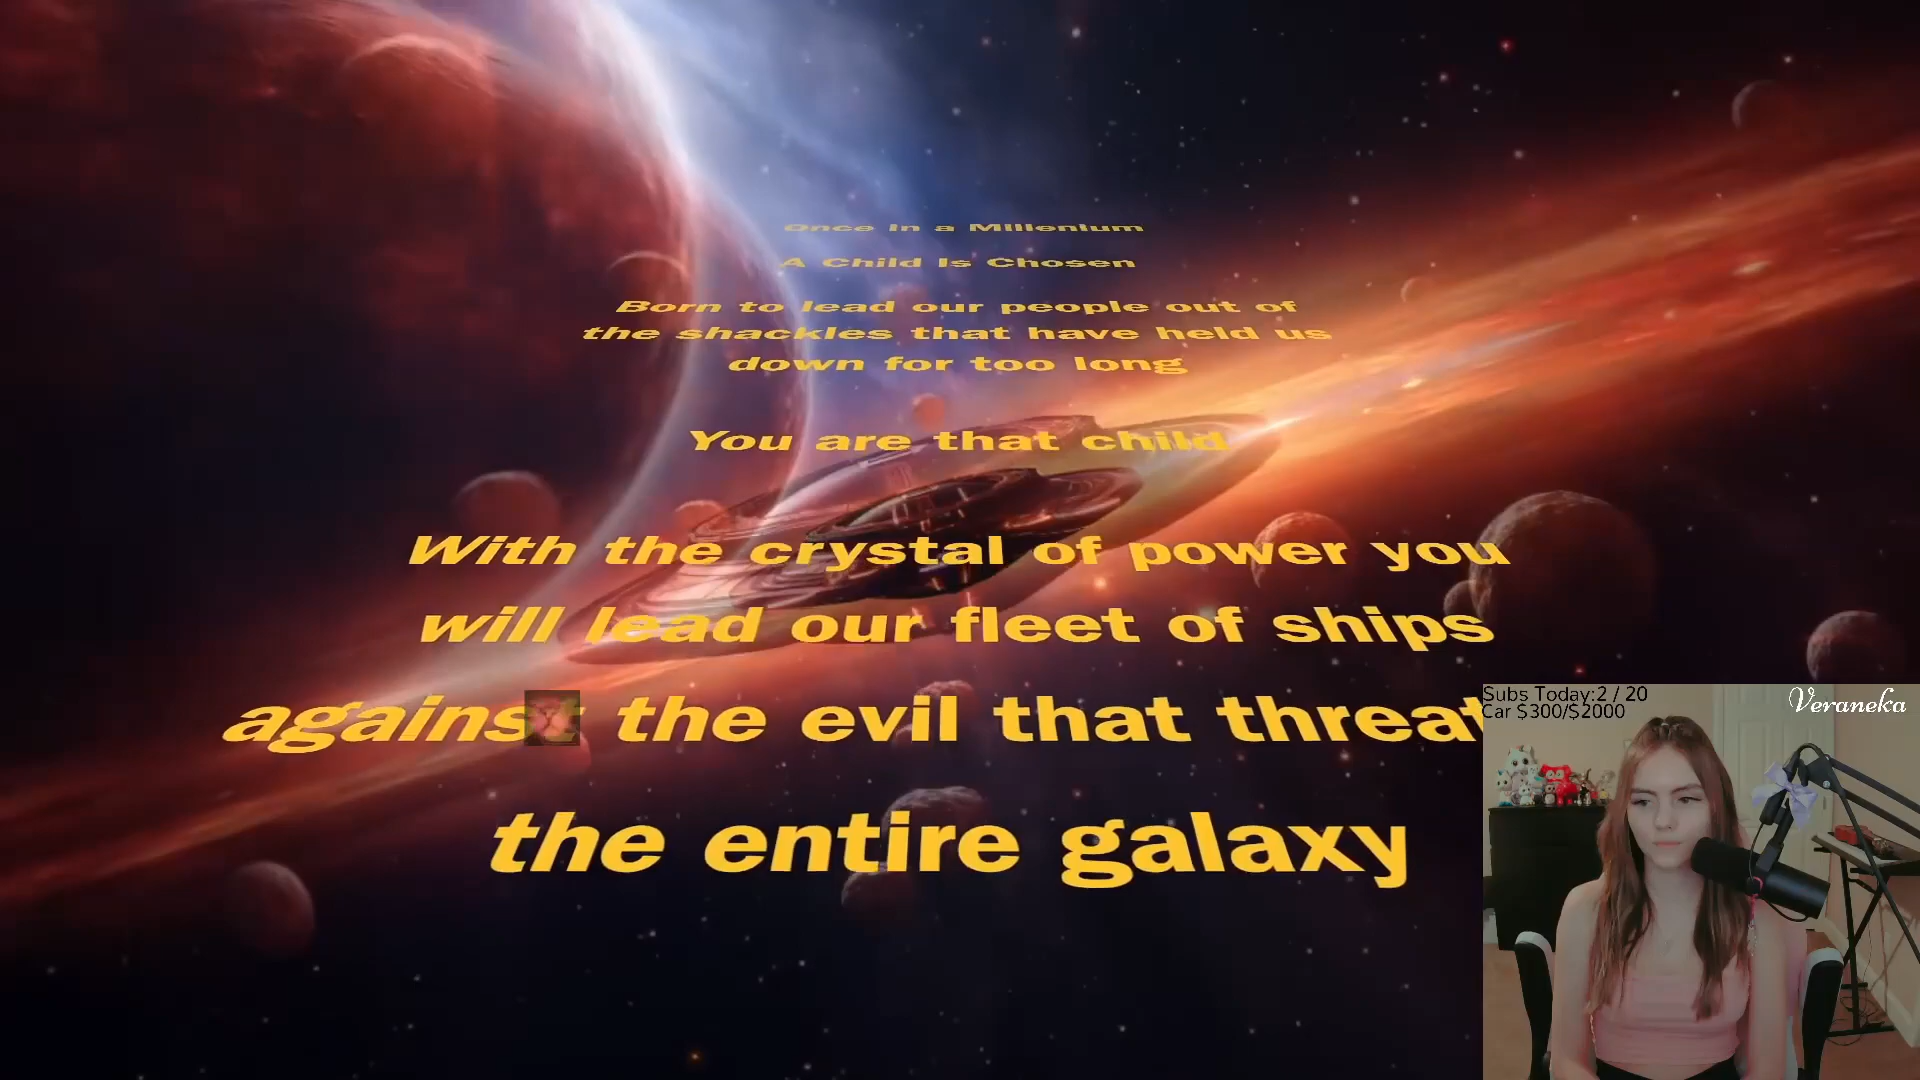 Once In a Millenium
A Child Is Chosen
Born to lead our people out of
the shackles that have held us
down for too long
You are that child
With the crystal of power you
will lead our fleet of ships
against the evil that threat
the entire galaxy
Subs Today:2 / 20
Car $300/$2000
Veraneka